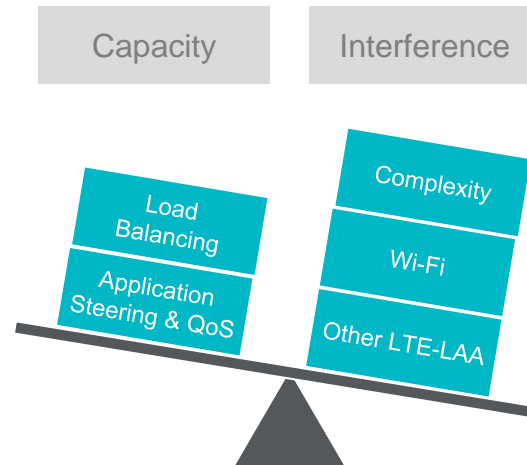 Capacity
Interference
Load
Balancing
Application
Steering & QoS
Complexity
Wi-Fi
Other LTE-LAA